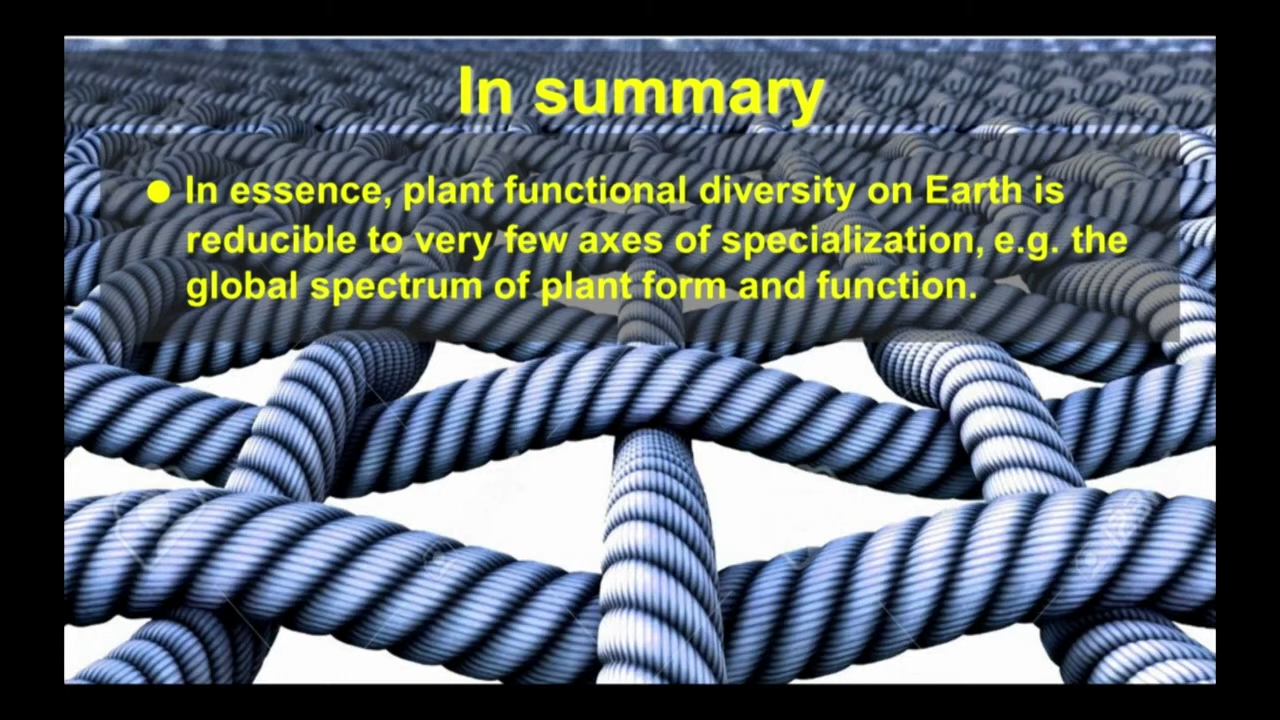 In summary
● In essence, plant functional diversity on Earth is
reducible to very few axes of specialization, e.g. the
global spectrum of plant form and function.